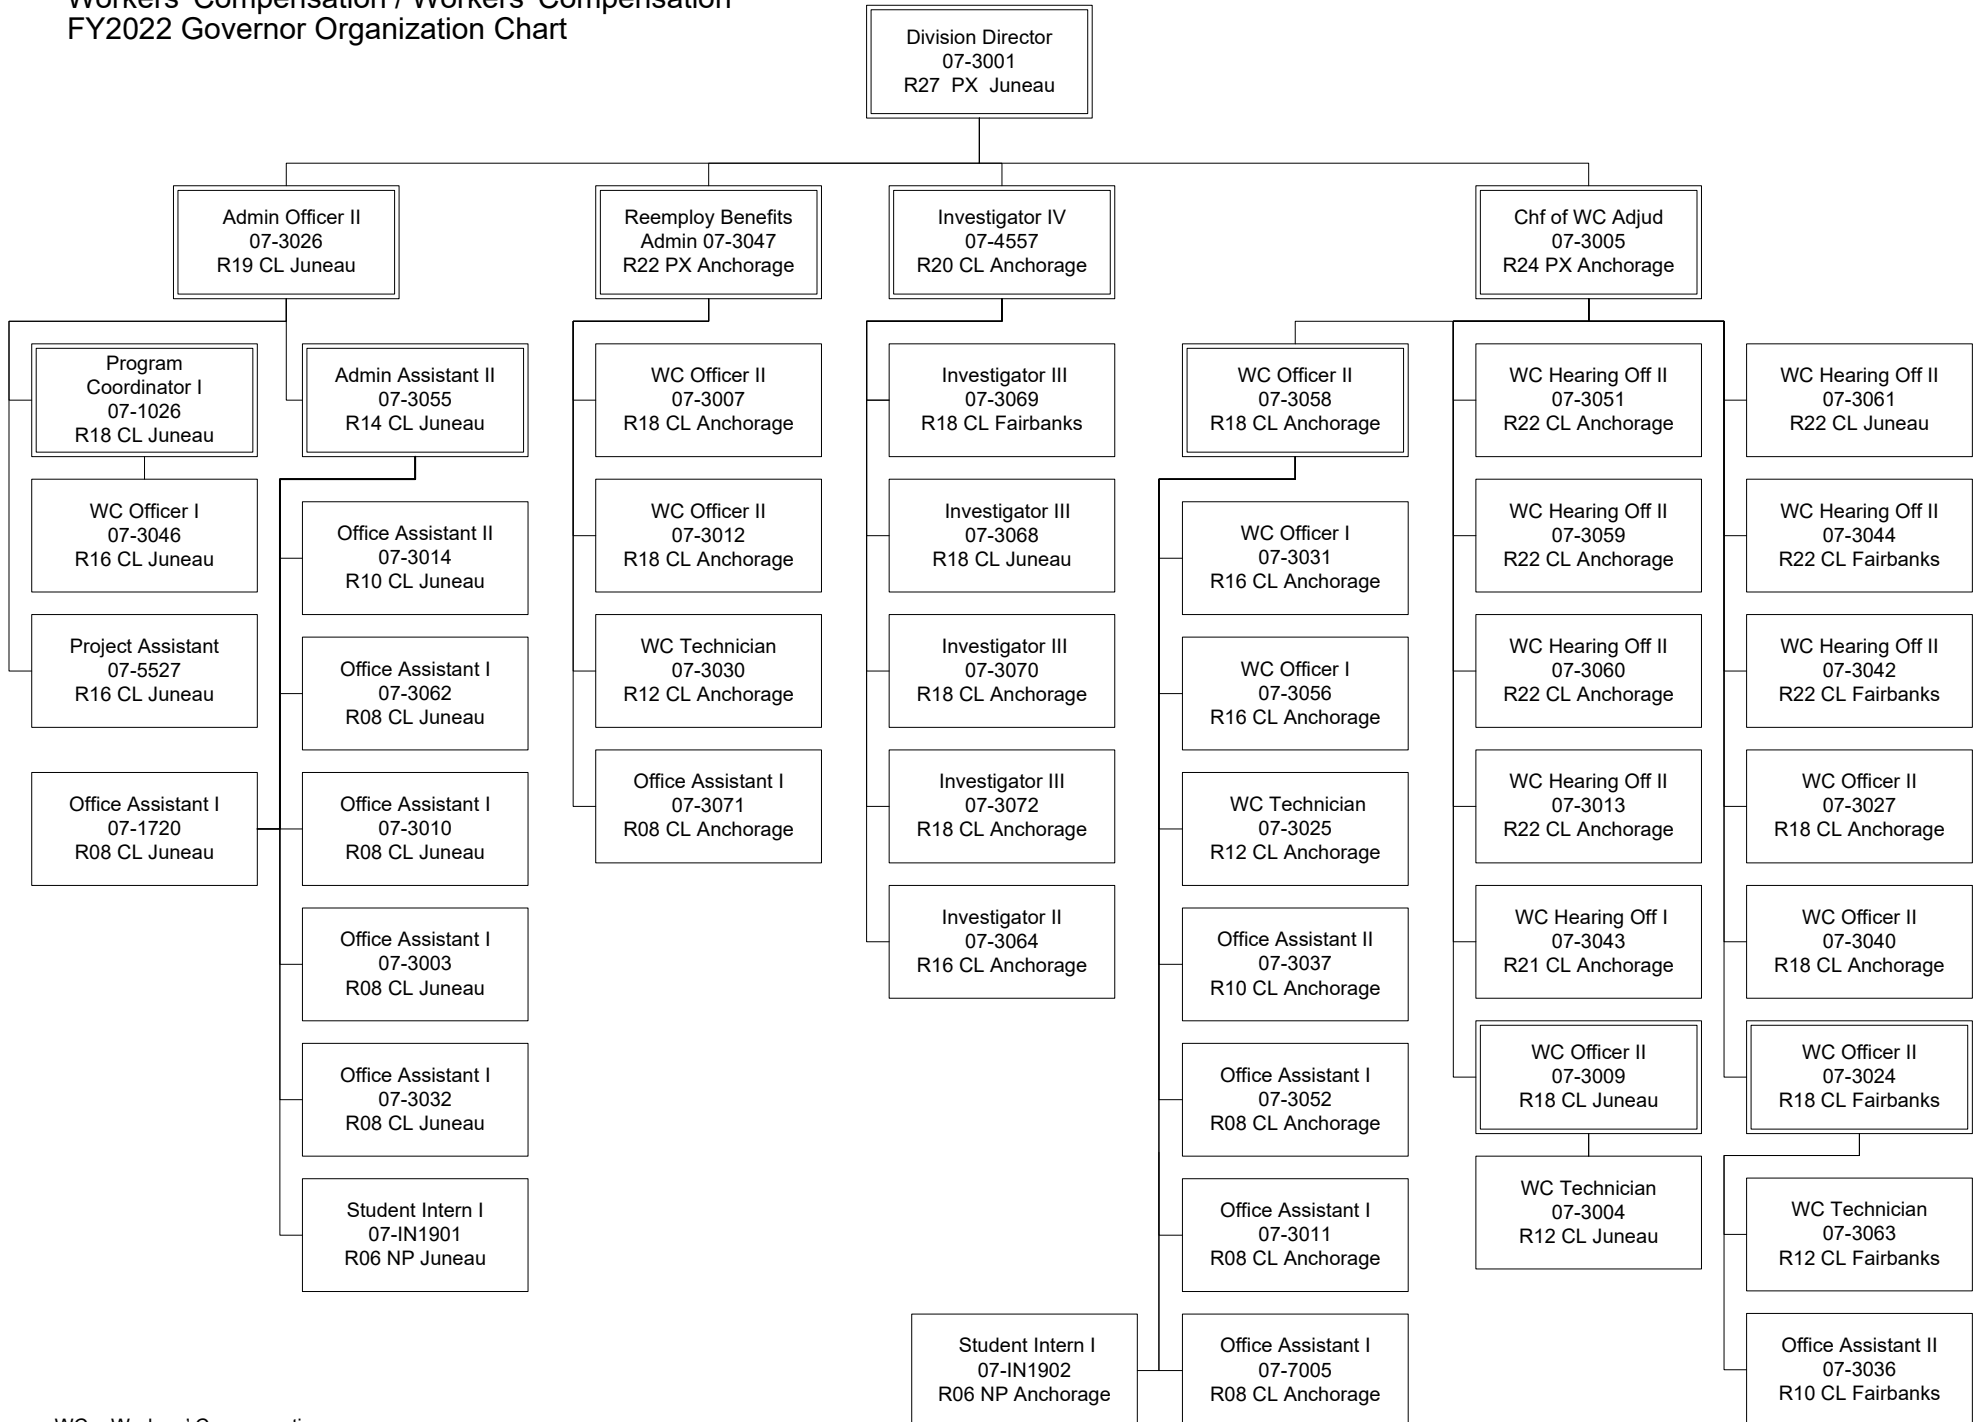 Workers' Compensation / Workers' Compensation
FY2022 Governor Organization Chart
Division Director
07-3001
R27 PX Juneau
Admin Officer II
07-3026
R19 CL Juneau
Reemploy Benefits
Admin 07-3047
R22 PX Anchorage
Investigator IV
07-4557
R20 CL Anchorage
Chf of WC Adjud
07-3005
R24 PX Anchorage
Program
Coordinator I
07-1026
R18 CL Juneau
WC Officer I
07-3046
R16 CL Juneau
Project Assistant
07-5527
R16 CL Juneau
Office Assistant I
07-1720
R08 CL Juneau
Admin Assistant II
07-3055
R14 CL Juneau
Office Assistant II
07-3014
R10 CL Juneau
Office Assistant I
07-3062
R08 CL Juneau
Office Assistant I
07-3010
R08 CL Juneau
Office Assistant I
07-3003
R08 CL Juneau
Office Assistant I
07-3032
R08 CL Juneau
Student Intern I
07-IN1901
R06 NP Juneau
WC Officer II
07-3007
R18 CL Anchorage
WC Officer II
07-3012
R18 CL Anchorage
WC Technician
07-3030
R12 CL Anchorage
Office Assistant I
07-3071
R08 CL Anchorage
Investigator III
07-3069
R18 CL Fairbanks
Investigator III
07-3068
R18 CL Juneau
Investigator III
07-3070
R18 CL Anchorage
Investigator III
07-3072
R18 CL Anchorage
Investigator II
07-3064
R16 CL Anchorage
WC Officer II
07-3058
R18 CL Anchorage
WC Officer I
07-3031
R16 CL Anchorage
WC Officer I
07-3056
R16 CL Anchorage
WC Technician
07-3025
R12 CL Anchorage
Office Assistant II
07-3037
R10 CL Anchorage
Office Assistant I
07-3052
R08 CL Anchorage
Office Assistant I
07-3011
R08 CL Anchorage
Student Intern I
07-IN1902
R06 NP Anchorage
Office Assistant I
07-7005
R08 CL Anchorage
WC Hearing Off II
07-3051
R22 CL Anchorage
WC Hearing Off II
07-3059
R22 CL Anchorage
WC Hearing Off II
07-3060
R22 CL Anchorage
WC Hearing Off II
07-3013
R22 CL Anchorage
WC Hearing Off I
07-3043
R21 CL Anchorage
WC Officer II
07-3009
R18 CL Juneau
WC Technician
07-3004
R12 CL Juneau
WC Hearing Off II
07-3061
R22 CL Juneau
WC Hearing Off II
07-3044
R22 CL Fairbanks
WC Hearing Off II
07-3042
R22 CL Fairbanks
WC Officer II
07-3027
R18 CL Anchorage
WC Officer II
07-3040
R18 CL Anchorage
WC Officer II
07-3024
R18 CL Fairbanks
WC Technician
07-3063
R12 CL Fairbanks
Office Assistant II
07-3036
R10 CL Fairbanks